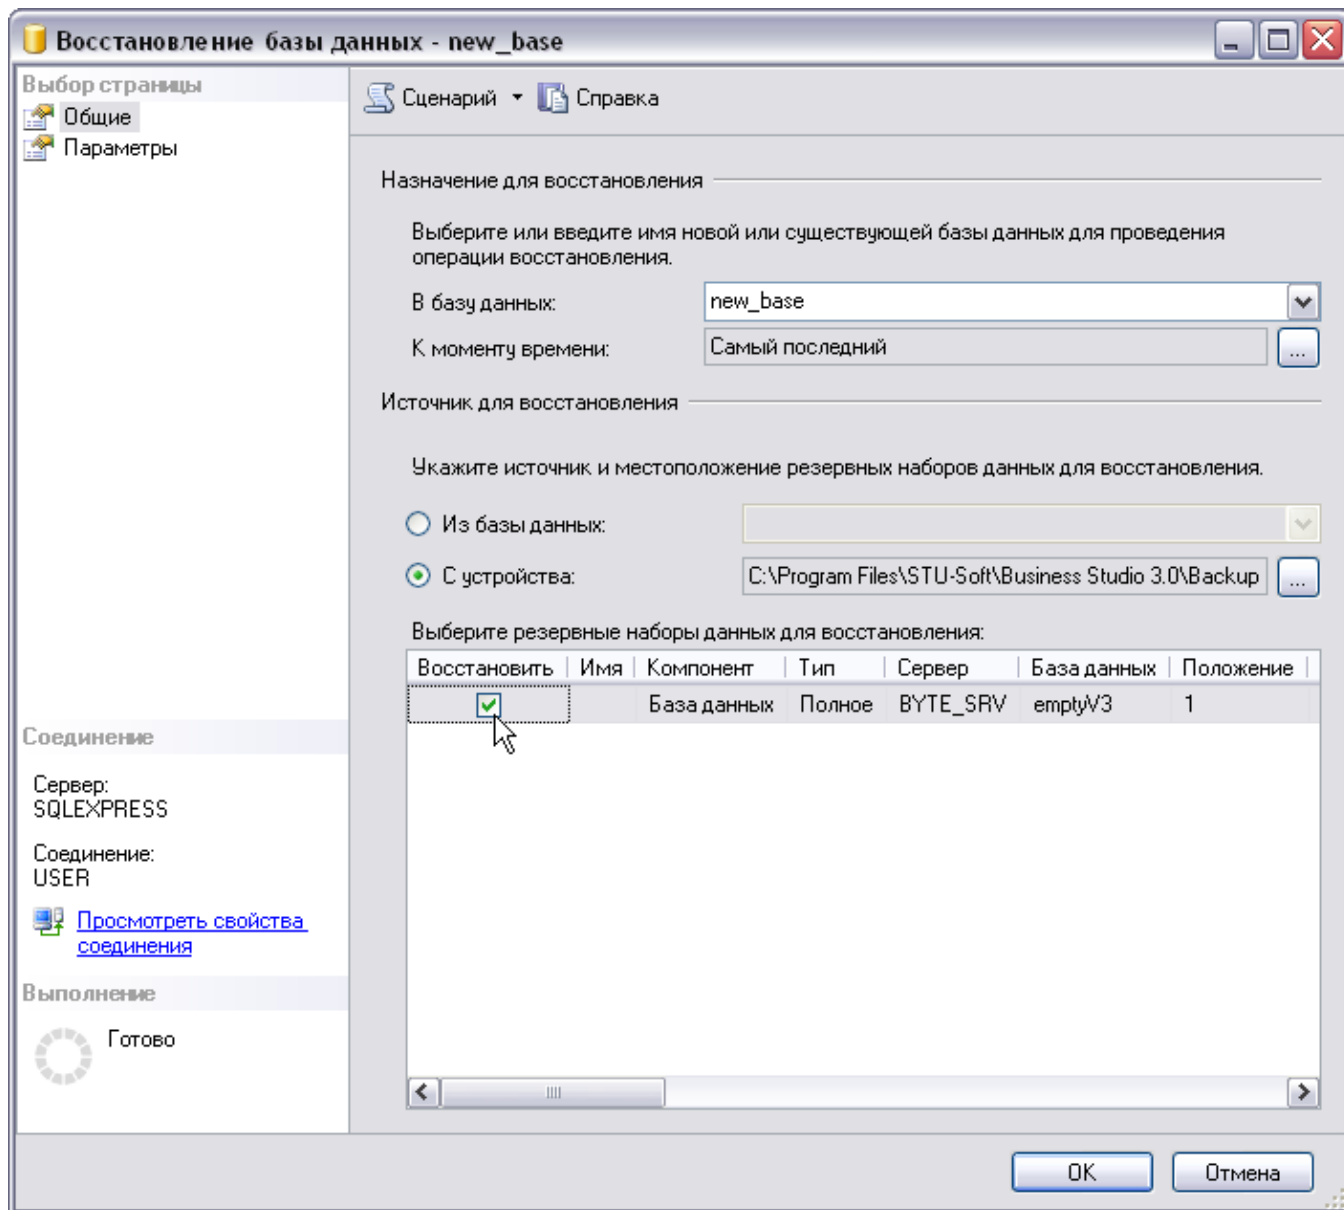 Восстановление базы данных - new_base
Выбор страницы
Общие
Параметры
Сценарий
Справка
Назначение для восстановления
Выберите или введите имя новой или существующей базы данных для проведения
операции восстановления.
В базу данных:
new_base
К моменту времени:
Самый последний
...
Источник для восстановления
Укажите источник и местоположение резервных наборов данных для восстановления.
Из базы данных:
С устройства:
C:\Program Files\STU-Soft\Business Studio 3.0\Backup
...
Выберите резервные наборы данных для восстановления:
Восстановить Имя Компонент Тип Сервер База данных Положение
База данных Полное BYTE_SRV emptyV3 1
Соединение
Сервер:
SQLEXPRESS
Соединение:
USER
Просмотреть свойства
соединения
Выполнение
Готово
OK
Отмена